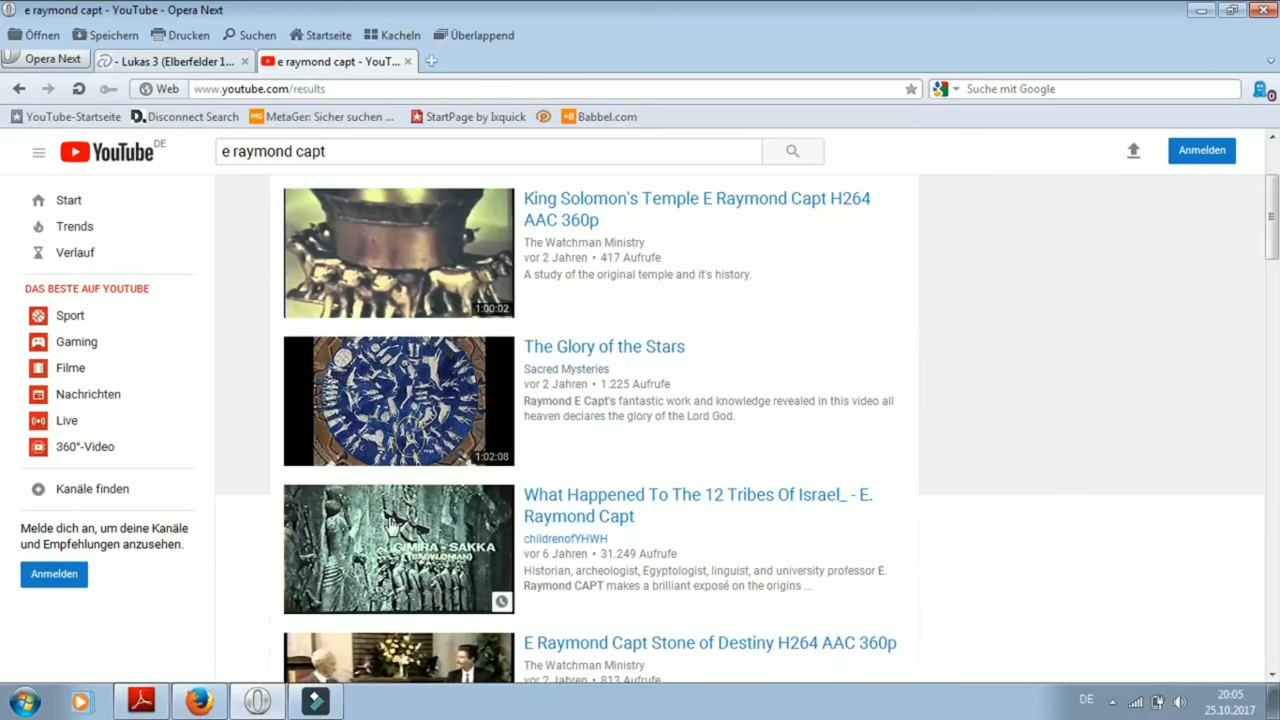 e raymond capt - YouTube - Opera Next
Öffnen Speichern Drucken Suchen Startseite Kacheln Überlappend
Opera Next - Lukas 3 (Elberfelder 1... e raymond capt - YouT...
Web www.youtube.com/results Suche mit Google 0
YouTube-Startseite Disconnect Search MG MetaGer: Sicher suchen ... StartPage by Ixquick Babbel.com
YouTube DE e raymond capt Anmelden
Start
Trends
Verlauf
DAS BESTE AUF YOUTUBE
Sport
Gaming
Filme
Nachrichten
Live
360°-Video
Kanäle finden
Melde dich an, um deine Kanäle
und Empfehlungen anzusehen.
Anmelden
King Solomon's Temple E Raymond Capt H264
AAC 360p
The Watchman Ministry
vor 2 Jahren • 417 Aufrufe
A study of the original temple and it's history.
1:00:02
The Glory of the Stars
Sacred Mysteries
vor 2 Jahren • 1.225 Aufrufe
Raymond E Capt's fantastic work and knowledge revealed in this video all
heaven declares the glory of the Lord God.
1:02:08
What Happened To The 12 Tribes Of Israel_ - E.
Raymond Capt
childrenofYHWH
vor 6 Jahren • 31.249 Aufrufe
Historian, archeologist, Egyptologist, linguist, and university professor E.
Raymond CAPT makes a brilliant exposé on the origins ...
GIMIRA - SAKKA
(BABYLONIAN)
E Raymond Capt Stone of Destiny H264 AAC 360p
The Watchman Ministry
vor 2 Jahren • 813 Aufrufe
DE 20:05
25.10.2017